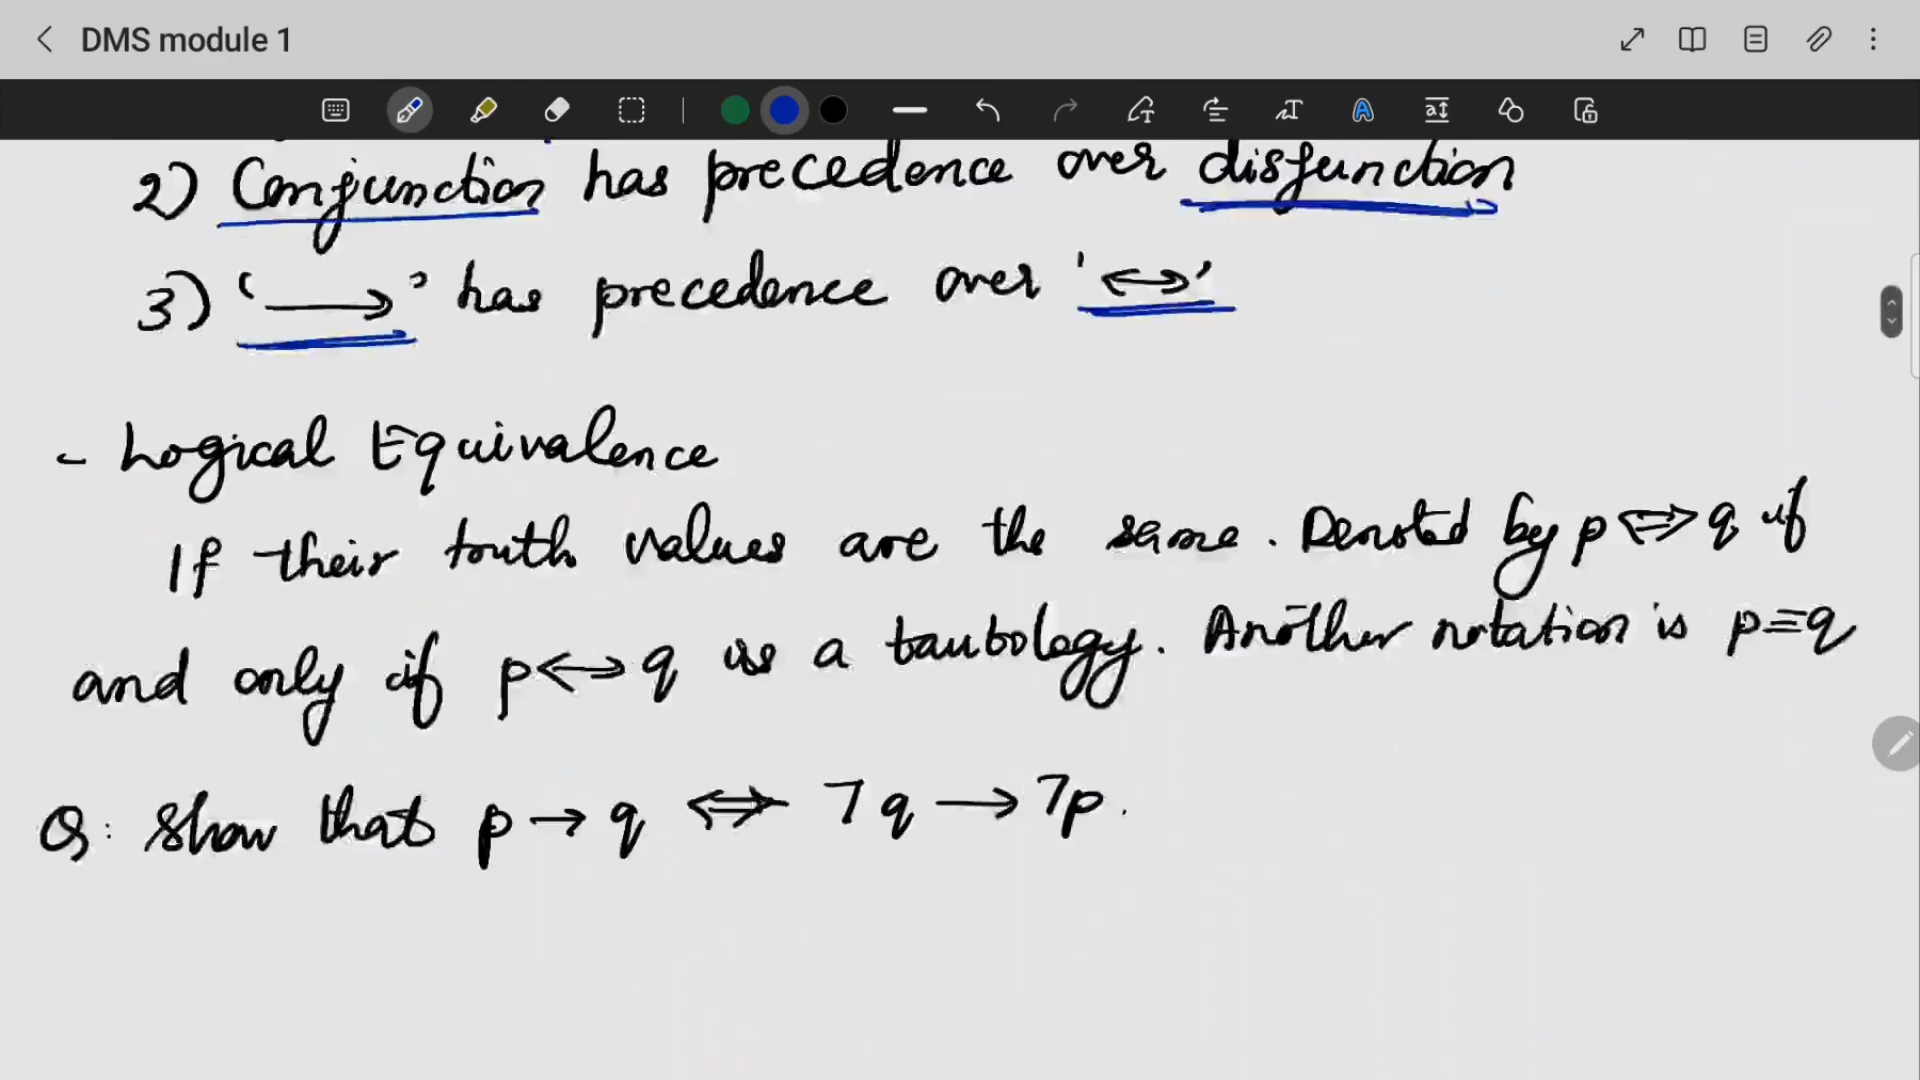 DMS module 1
2) Conjunction has precedence over disjunction
3) '⟶' has precedence over '↔'
- Logical Equivalence
If their truth values are the same. Denoted by p⇔q if
and only if p↔q is a tautology. Another notation is p≡q
Q: Show that p→q ⇔ ¬q→¬p.